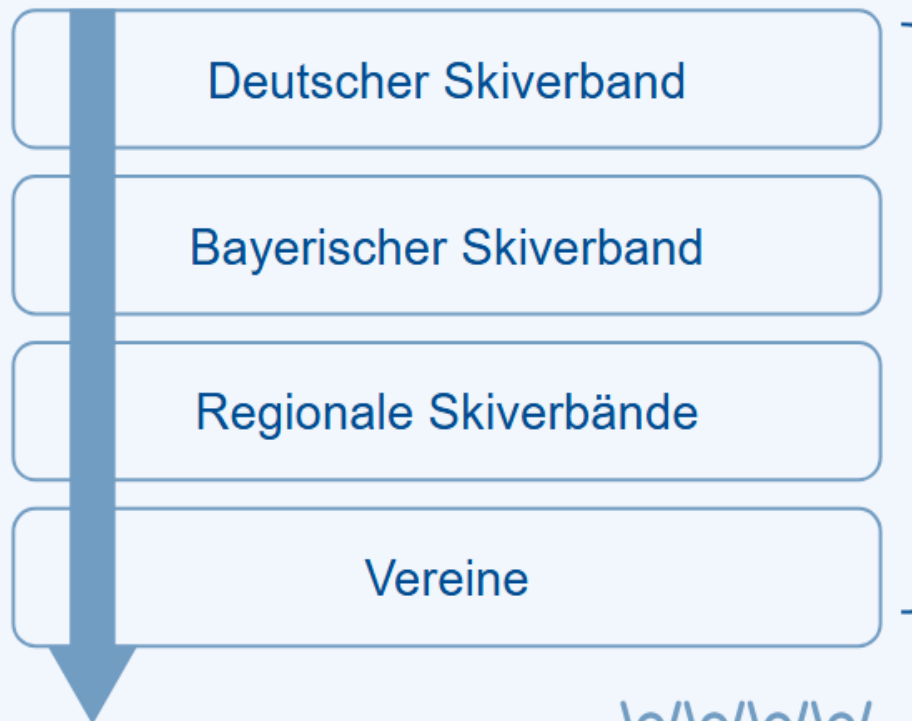 Deutscher Skiverband
Bayerischer Skiverband
Regionale Skiverbände
Vereine